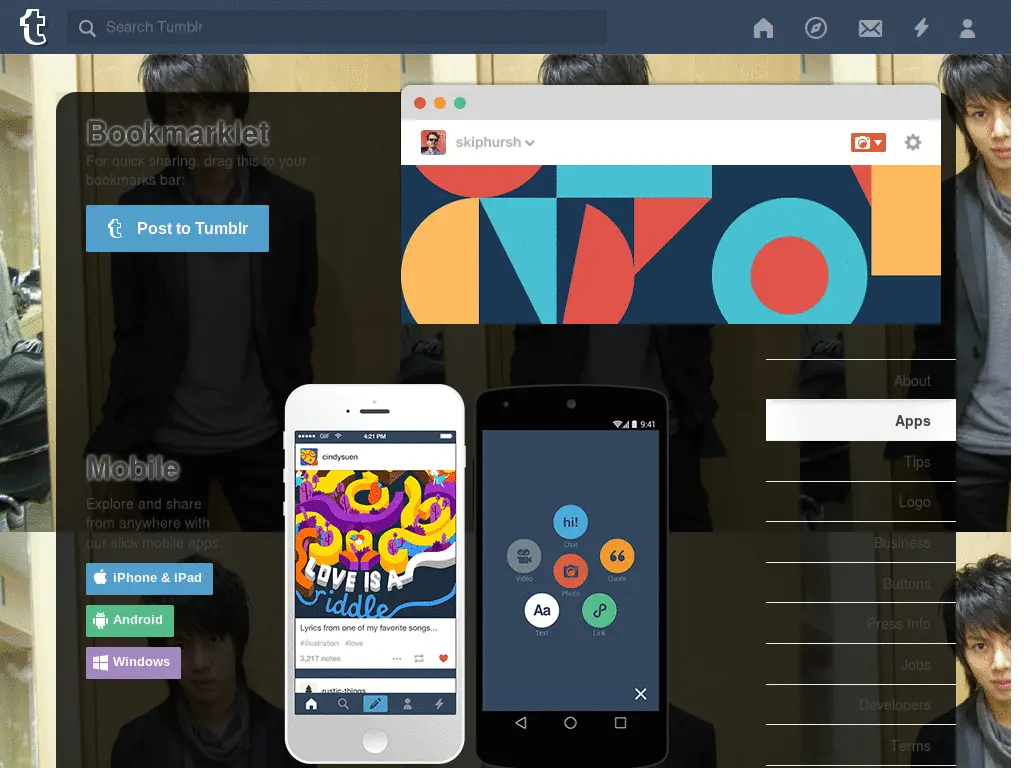 Search Tumblr
Bookmarklet
For quick sharing, drag this to your
bookmarks bar:
Post to Tumblr
skiphursh
Mobile
Explore and share
from anywhere with
our slick mobile apps.
iPhone & iPad
Android
Windows
GIF
4:21 PM
cindysuen
LOVE IS A
riddle
Lyrics from one of my favorite songs...
#illustration #love
3,217 notes
rustic-things
9:41
hi!
Chat
Video
Quote
Photo
Aa
Text
Link
About
Apps
Tips
Logo
Business
Buttons
Press Info
Jobs
Developers
Terms